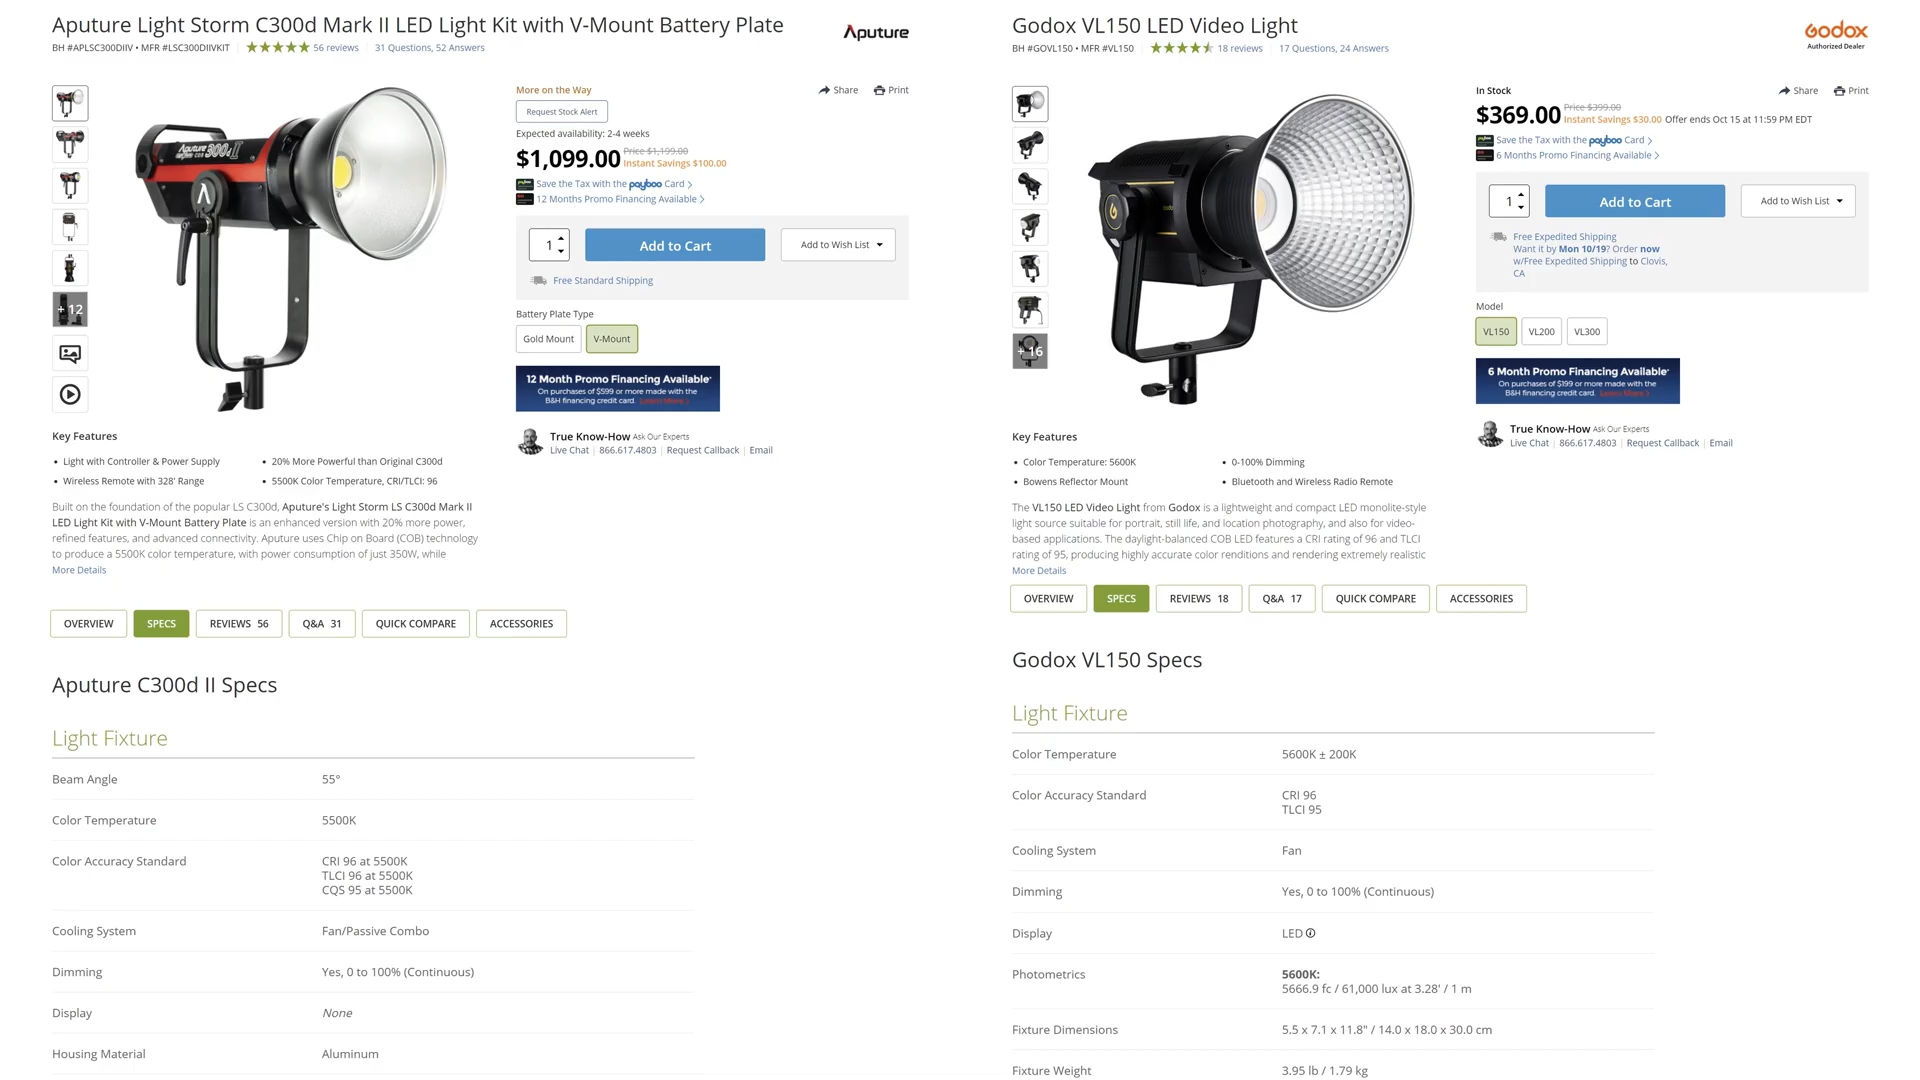 Aputure Light Storm C300d Mark II LED Light Kit with V-Mount Battery Plate
BH #APLSC300DIIV • MFR #LSC300DIIVKIT
56 reviews
31 Questions, 52 Answers
Aputure
More on the Way
Share
Print
Request Stock Alert
Expected availability: 2-4 weeks
$1,099.00
Price $1,199.00
Instant Savings $100.00
Save the Tax with the payboo Card
12 Months Promo Financing Available
1
Add to Cart
Add to Wish List
Free Standard Shipping
Battery Plate Type
Gold Mount
V-Mount
12 Month Promo Financing Available*
On purchases of $599 or more made with the
B&H financing credit card. Learn More >
True Know-How Ask Our Experts
Live Chat | 866.617.4803 | Request Callback | Email
+ 12
Aputure
300d II
Key Features
• Light with Controller & Power Supply
• 20% More Powerful than Original C300d
• Wireless Remote with 328' Range
• 5500K Color Temperature, CRI/TLCI: 96
Built on the foundation of the popular LS C300d, Aputure's Light Storm LS C300d Mark II
LED Light Kit with V-Mount Battery Plate is an enhanced version with 20% more power,
refined features, and advanced connectivity. Aputure uses Chip on Board (COB) technology
to produce a 5500K color temperature, with power consumption of just 350W, while
More Details
OVERVIEW
SPECS
REVIEWS 56
Q&A 31
QUICK COMPARE
ACCESSORIES
Aputure C300d II Specs
Light Fixture
Beam Angle
55°
Color Temperature
5500K
Color Accuracy Standard
CRI 96 at 5500K
TLCI 96 at 5500K
CQS 95 at 5500K
Cooling System
Fan/Passive Combo
Dimming
Yes, 0 to 100% (Continuous)
Display
None
Housing Material
Aluminum
Godox VL150 LED Video Light
BH #GOVL150 • MFR #VL150
18 reviews
17 Questions, 24 Answers
Godox
Authorized Dealer
In Stock
Share
Print
$369.00
Price $399.00
Instant Savings $30.00 Offer ends Oct 15 at 11:59 PM EDT
Save the Tax with the payboo Card
6 Months Promo Financing Available
1
Add to Cart
Add to Wish List
Free Expedited Shipping
Want it by Mon 10/19? Order now
w/Free Expedited Shipping to Clovis,
CA
Model
VL150
VL200
VL300
6 Month Promo Financing Available*
On purchases of $199 or more made with the
B&H financing credit card. Learn More >
True Know-How Ask Our Experts
Live Chat | 866.617.4803 | Request Callback | Email
+ 16
Key Features
• Color Temperature: 5600K
• 0-100% Dimming
• Bowens Reflector Mount
• Bluetooth and Wireless Radio Remote
The VL150 LED Video Light from Godox is a lightweight and compact LED monolite-style
light source suitable for portrait, still life, and location photography, and also for video-
based applications. The daylight-balanced COB LED features a CRI rating of 96 and TLCI
rating of 95, producing highly accurate color renditions and rendering extremely realistic
More Details
OVERVIEW
SPECS
REVIEWS 18
Q&A 17
QUICK COMPARE
ACCESSORIES
Godox VL150 Specs
Light Fixture
Color Temperature
5600K ± 200K
Color Accuracy Standard
CRI 96
TLCI 95
Cooling System
Fan
Dimming
Yes, 0 to 100% (Continuous)
Display
LED
Photometrics
5600K:
5666.9 fc / 61,000 lux at 3.28' / 1 m
Fixture Dimensions
5.5 x 7.1 x 11.8" / 14.0 x 18.0 x 30.0 cm
Fixture Weight
3.95 lb / 1.79 kg